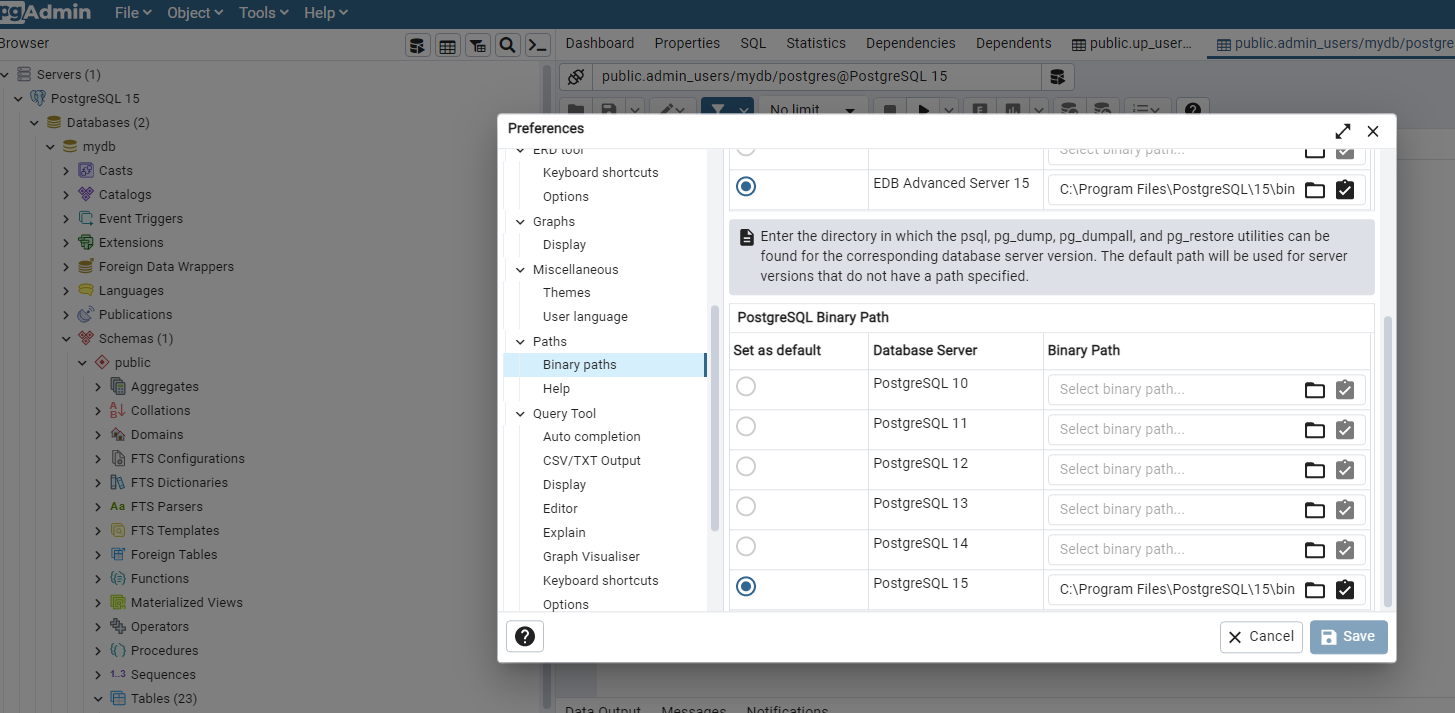 pgAdmin File Object Tools Help
Browser
Dashboard Properties SQL Statistics Dependencies Dependents public.up_user... public.admin_users/mydb/postgre
Servers (1)
PostgreSQL 15
Databases (2)
mydb
Casts
Catalogs
Event Triggers
Extensions
Foreign Data Wrappers
Languages
Publications
Schemas (1)
public
Aggregates
Collations
Domains
FTS Configurations
FTS Dictionaries
Aa FTS Parsers
FTS Templates
Foreign Tables
Functions
Materialized Views
Operators
Procedures
1..3 Sequences
Tables (23)
public.admin_users/mydb/postgres@PostgreSQL 15
No limit
Preferences
ERD tool
Keyboard shortcuts
Options
Graphs
Display
Miscellaneous
Themes
User language
Paths
Binary paths
Help
Query Tool
Auto completion
CSV/TXT Output
Display
Editor
Explain
Graph Visualiser
Keyboard shortcuts
Options
Select binary path...
EDB Advanced Server 15 C:\Program Files\PostgreSQL\15\bin
Enter the directory in which the psql, pg_dump, pg_dumpall, and pg_restore utilities can be
found for the corresponding database server version. The default path will be used for server
versions that do not have a path specified.
PostgreSQL Binary Path
Set as default Database Server Binary Path
PostgreSQL 10 Select binary path...
PostgreSQL 11 Select binary path...
PostgreSQL 12 Select binary path...
PostgreSQL 13 Select binary path...
PostgreSQL 14 Select binary path...
PostgreSQL 15 C:\Program Files\PostgreSQL\15\bin
Cancel Save
Data Output Messages Notifications